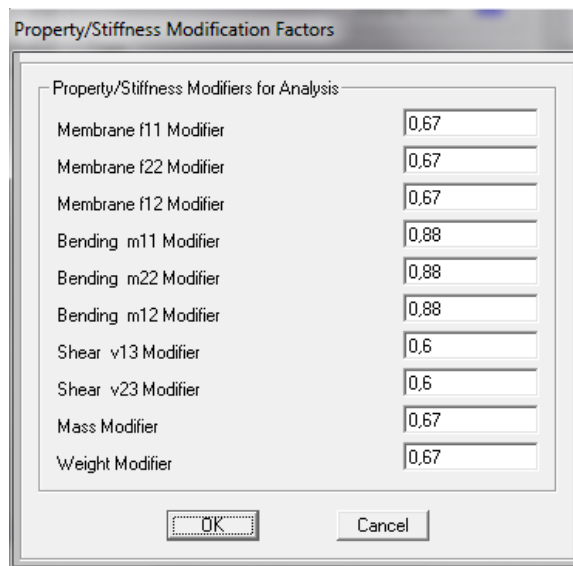 Property/Stiffness Modification Factors
Property/Stiffness Modifiers for Analysis
Membrane f11 Modifier 0,67
Membrane f22 Modifier 0,67
Membrane f12 Modifier 0,67
Bending m11 Modifier 0,88
Bending m22 Modifier 0,88
Bending m12 Modifier 0,88
Shear v13 Modifier 0,6
Shear v23 Modifier 0,6
Mass Modifier 0,67
Weight Modifier 0,67
OK Cancel